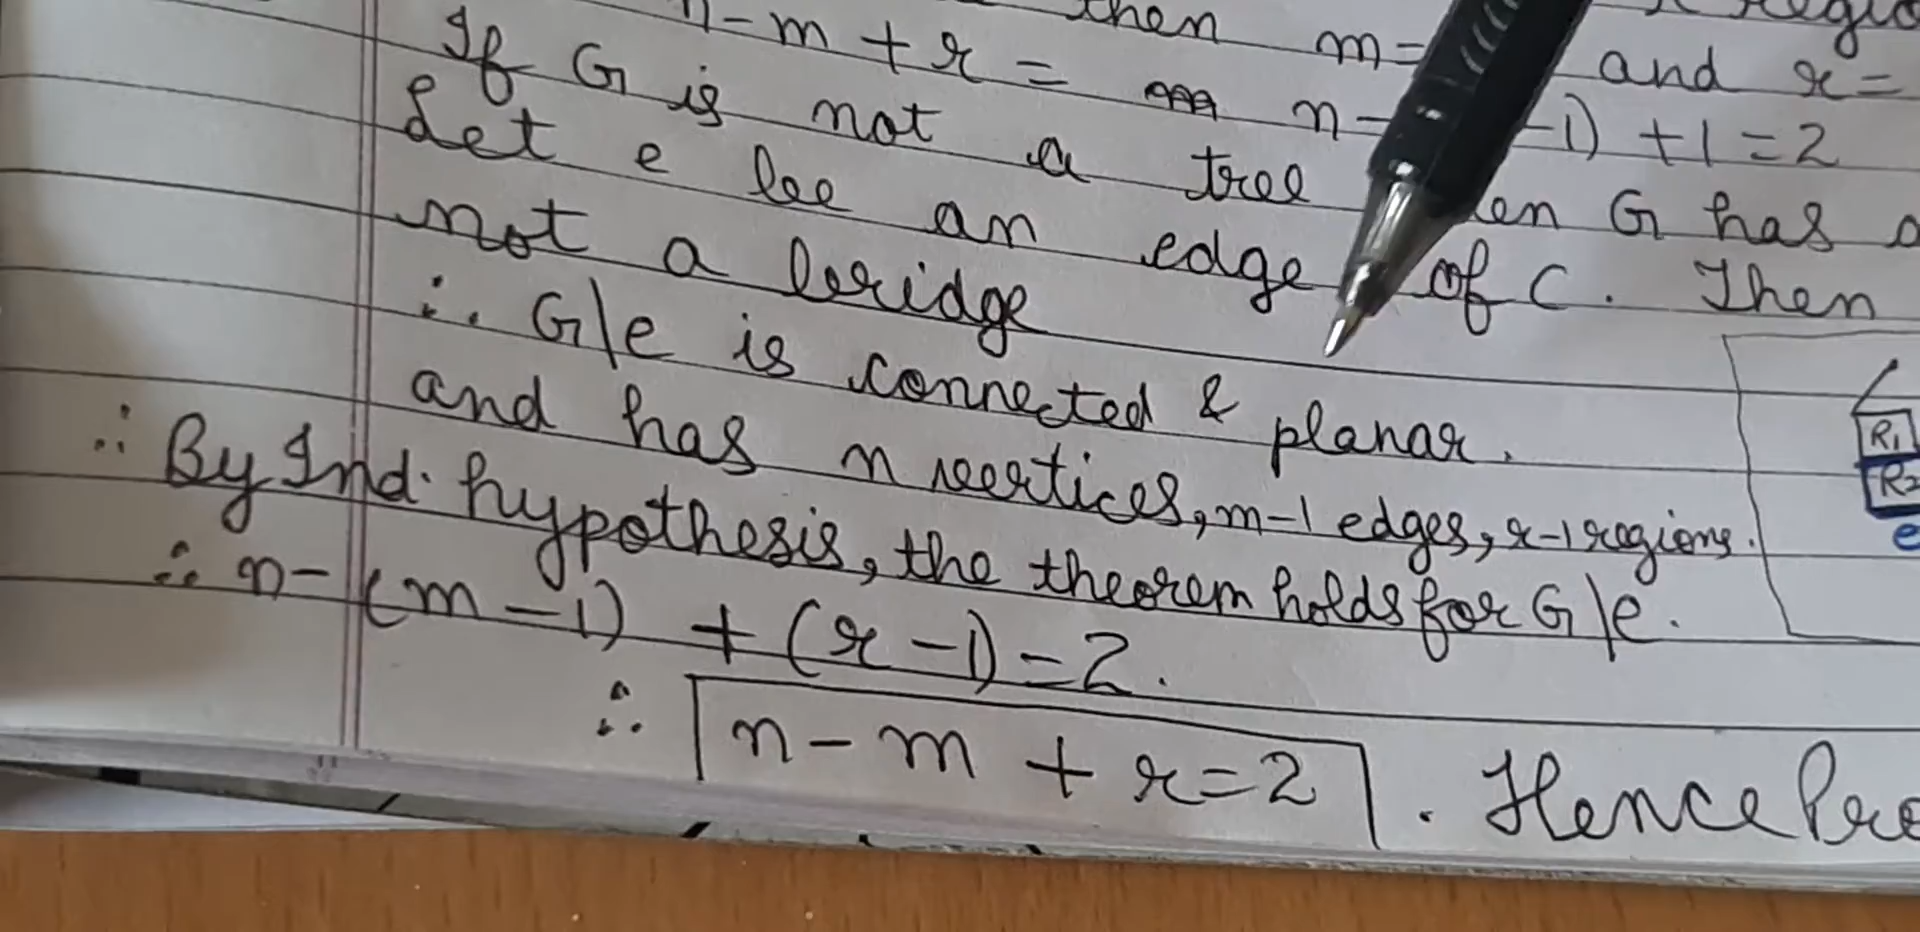 then m= and r=
n-m+r= n- -1) +1=2
If G is not a tree G has
Let e be an edge of C. Then
not a bridge
∴ G\e is connected & planar.
and has n vertices, m-1 edges, r-1 regions.
∴ By Ind. hypothesis, the theorem holds for G\e.
∴ n-(m-1) + (r-1)=2.
∴ n-m+r=2. Hence
R1
R2
e